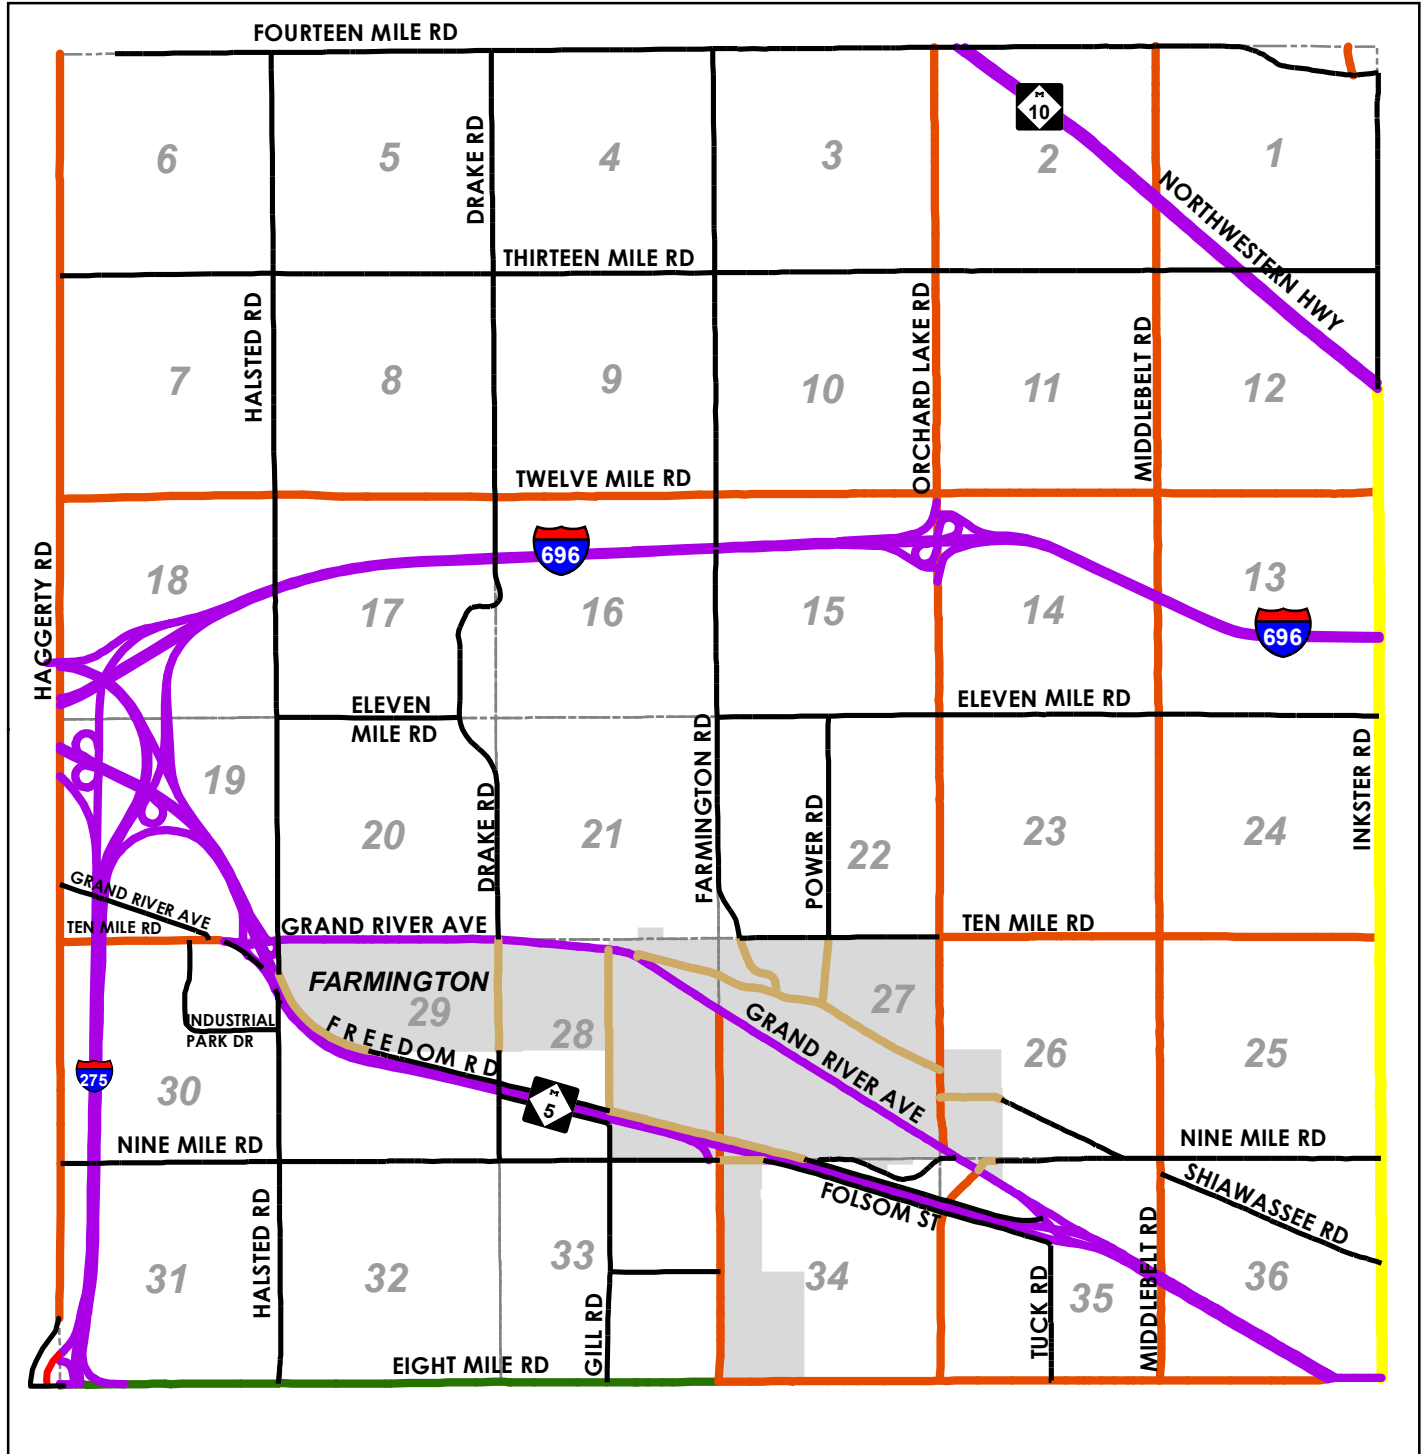 FOURTEEN MILE RD
M
10
DRAKE RD
6
5
4
3
2
1
NORTHWESTERN HWY
THIRTEEN MILE RD
HALSTED RD
ORCHARD LAKE RD
MIDDLEBELT RD
7
8
9
10
11
12
TWELVE MILE RD
696
HAGGERTY RD
18
17
16
15
14
13
696
ELEVEN
MILE RD
ELEVEN MILE RD
FARMINGTON RD
INKSTER RD
19
DRAKE RD
POWER RD
20
21
22
23
24
GRAND RIVER AVE
TEN MILE RD
GRAND RIVER AVE
TEN MILE RD
FARMINGTON
29
28
27
26
25
INDUSTRIAL
PARK DR
FREEDOM RD
GRAND RIVER AVE
275
30
M
5
NINE MILE RD
NINE MILE RD
SHIAWASSEE RD
FOLSOM ST
HALSTED RD
MIDDLEBELT RD
31
32
33
34
35
36
GILL RD
TUCK RD
EIGHT MILE RD